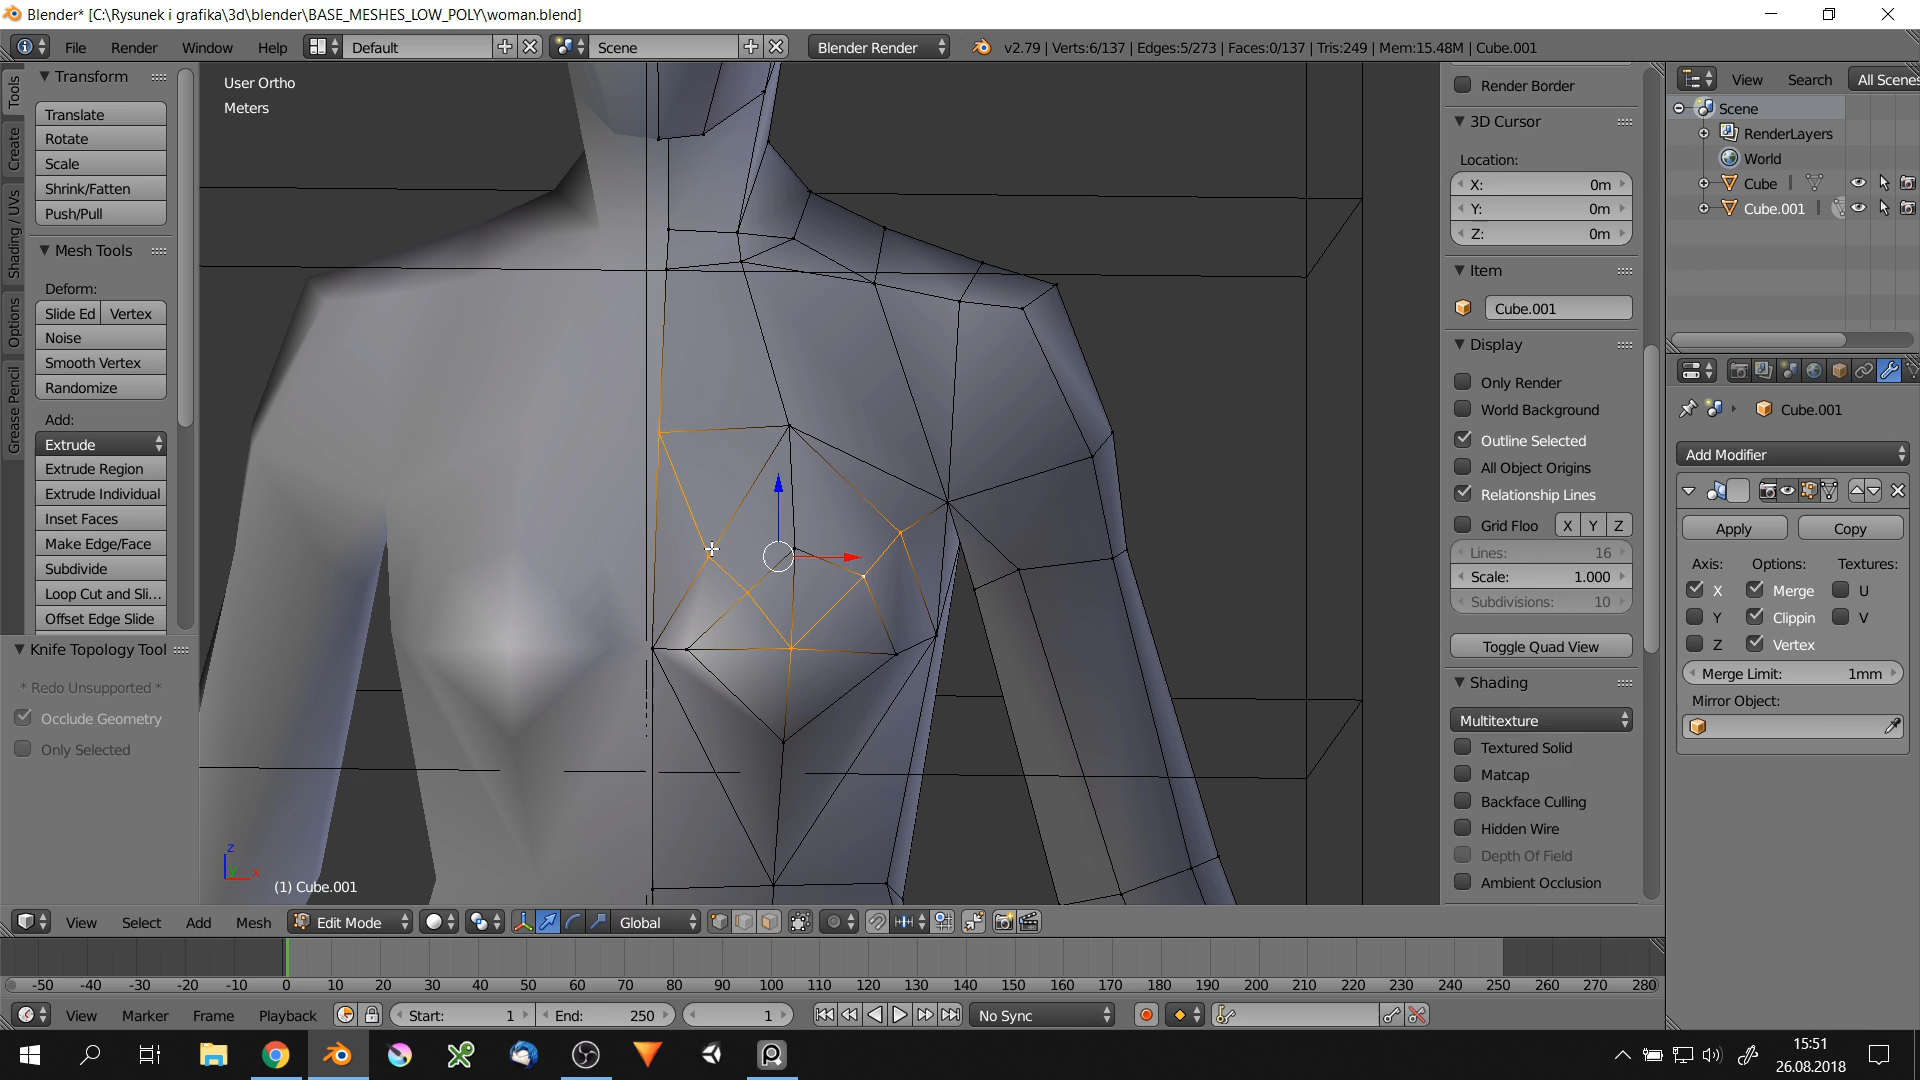 Blender* [C:\Rysunek i grafika\3d\blender\BASE_MESHES_LOW_POLY\woman.blend]
File Render Window Help Default Scene Blender Render v2.79 | Verts:6/137 | Edges:5/273 | Faces:0/137 | Tris:249 | Mem:15.48M | Cube.001
Tools
Create
Shading / UVs
Options
Grease Pencil
Transform
Translate
Rotate
Scale
Shrink/Fatten
Push/Pull
Mesh Tools
Deform:
Slide Ed Vertex
Noise
Smooth Vertex
Randomize
Add:
Extrude
Extrude Region
Extrude Individual
Inset Faces
Make Edge/Face
Subdivide
Loop Cut and Sli...
Offset Edge Slide
Knife Topology Tool
* Redo Unsupported *
Occlude Geometry
Only Selected
User Ortho
Meters
z
x
(1) Cube.001
Render Border
3D Cursor
Location:
X: 0m
Y: 0m
Z: 0m
Item
Cube.001
Display
Only Render
World Background
Outline Selected
All Object Origins
Relationship Lines
Grid Floo X Y Z
Lines: 16
Scale: 1.000
Subdivisions: 10
Toggle Quad View
Shading
Multitexture
Textured Solid
Matcap
Backface Culling
Hidden Wire
Depth Of Field
Ambient Occlusion
View Search All Scenes
Scene
RenderLayers
World
Cube
Cube.001
Cube.001
Add Modifier
Apply Copy
Axis: Options: Textures:
X Merge U
Y Clippin V
Z Vertex
Merge Limit: 1mm
Mirror Object:
View Select Add Mesh Edit Mode Global
-50 -40 -30 -20 -10 0 10 20 30 40 50 60 70 80 90 100 110 120 130 140 150 160 170 180 190 200 210 220 230 240 250 260 270 280
View Marker Frame Playback Start: 1 End: 250 1 No Sync
15:51
26.08.2018